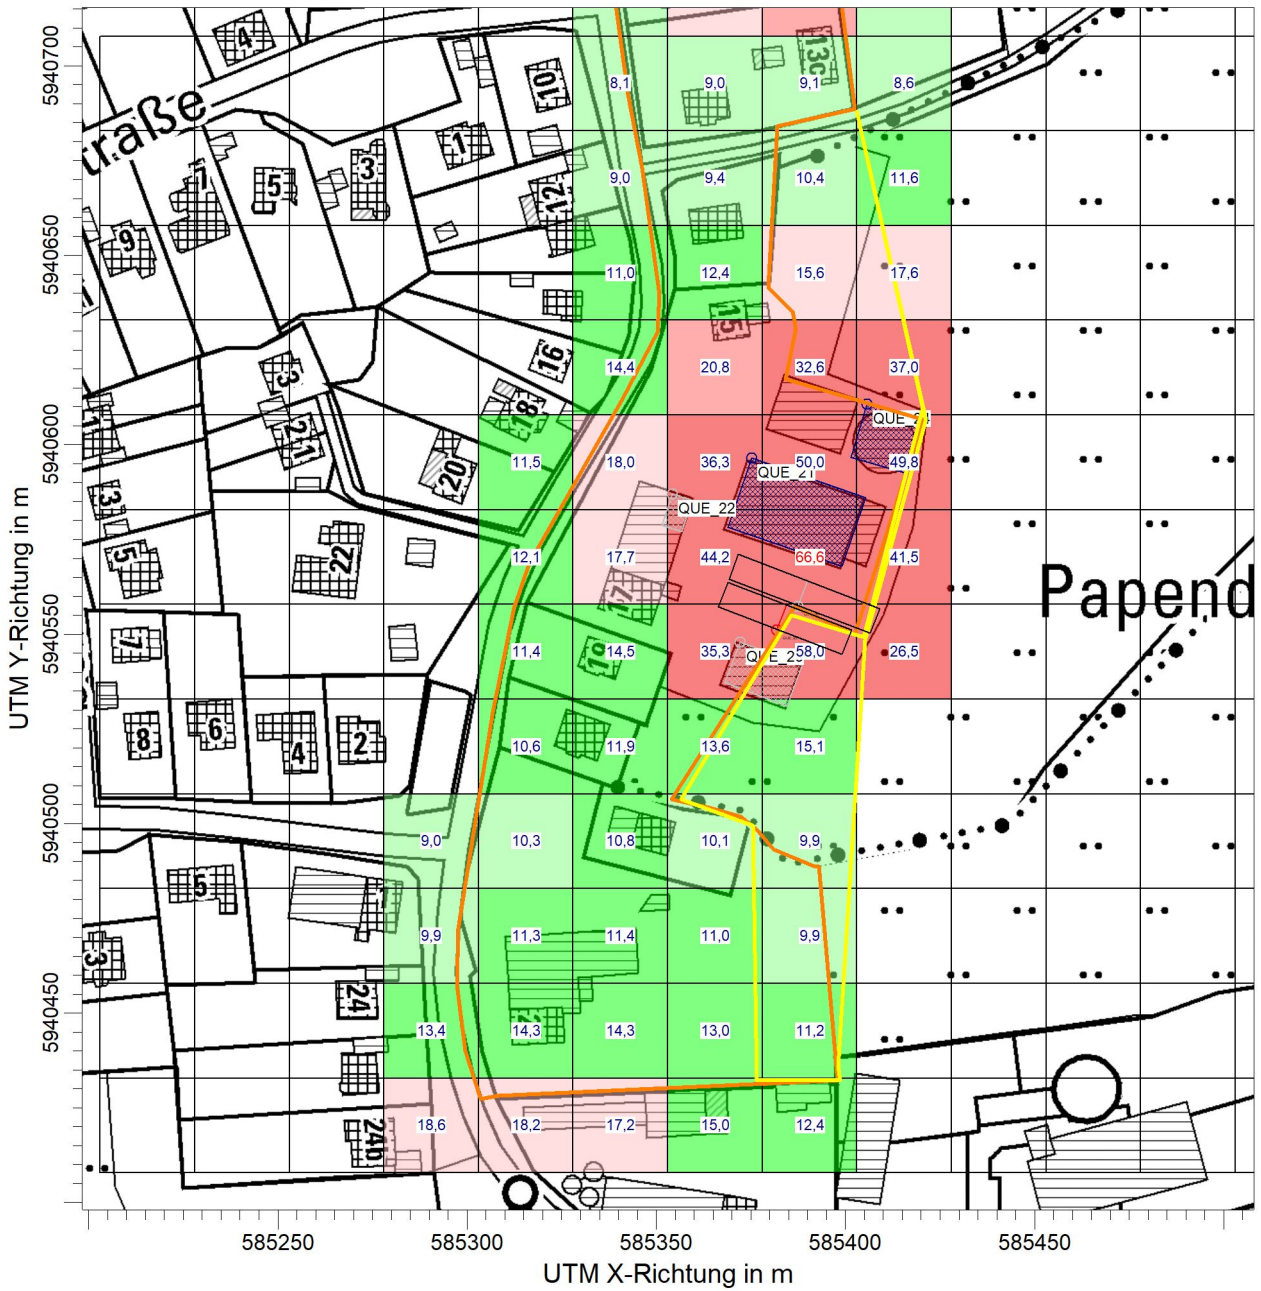 5940700
5940650
5940600
5940550
5940500
5940450
UTM Y-Richtung in m
585250 585300 585350 585400 585450
UTM X-Richtung in m
traße
Papend
4
10
13c
1
3
7
5
12
9
15
16
3
18
1
21
20
3
5
22
17
19
7
8
6
4
2
5
1
3
24
24b
8,1 9,0 9,1 8,6
9,0 9,4 10,4 11,6
11,0 12,4 15,6 17,6
14,4 20,8 32,6 37,0
11,5 18,0 36,3 50,0 49,8
12,1 17,7 44,2 66,6 41,5
11,4 14,5 35,3 58,0 26,5
10,6 11,9 13,6 15,1
9,0 10,3 10,8 10,1 9,9
9,9 11,3 11,4 11,0 9,9
13,4 14,3 14,3 13,0 11,2
18,6 18,2 17,2 15,0 12,4
QUE_21
QUE_22